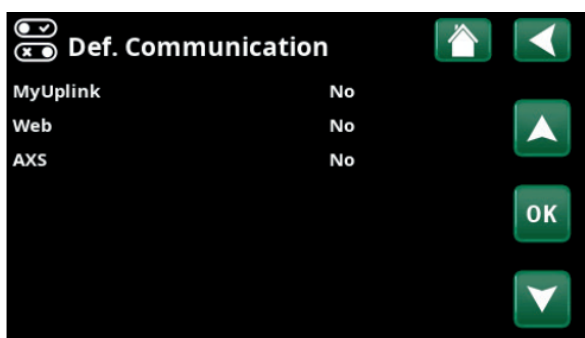 Def. Communication
MyUplink No
Web No
AXS No
OK